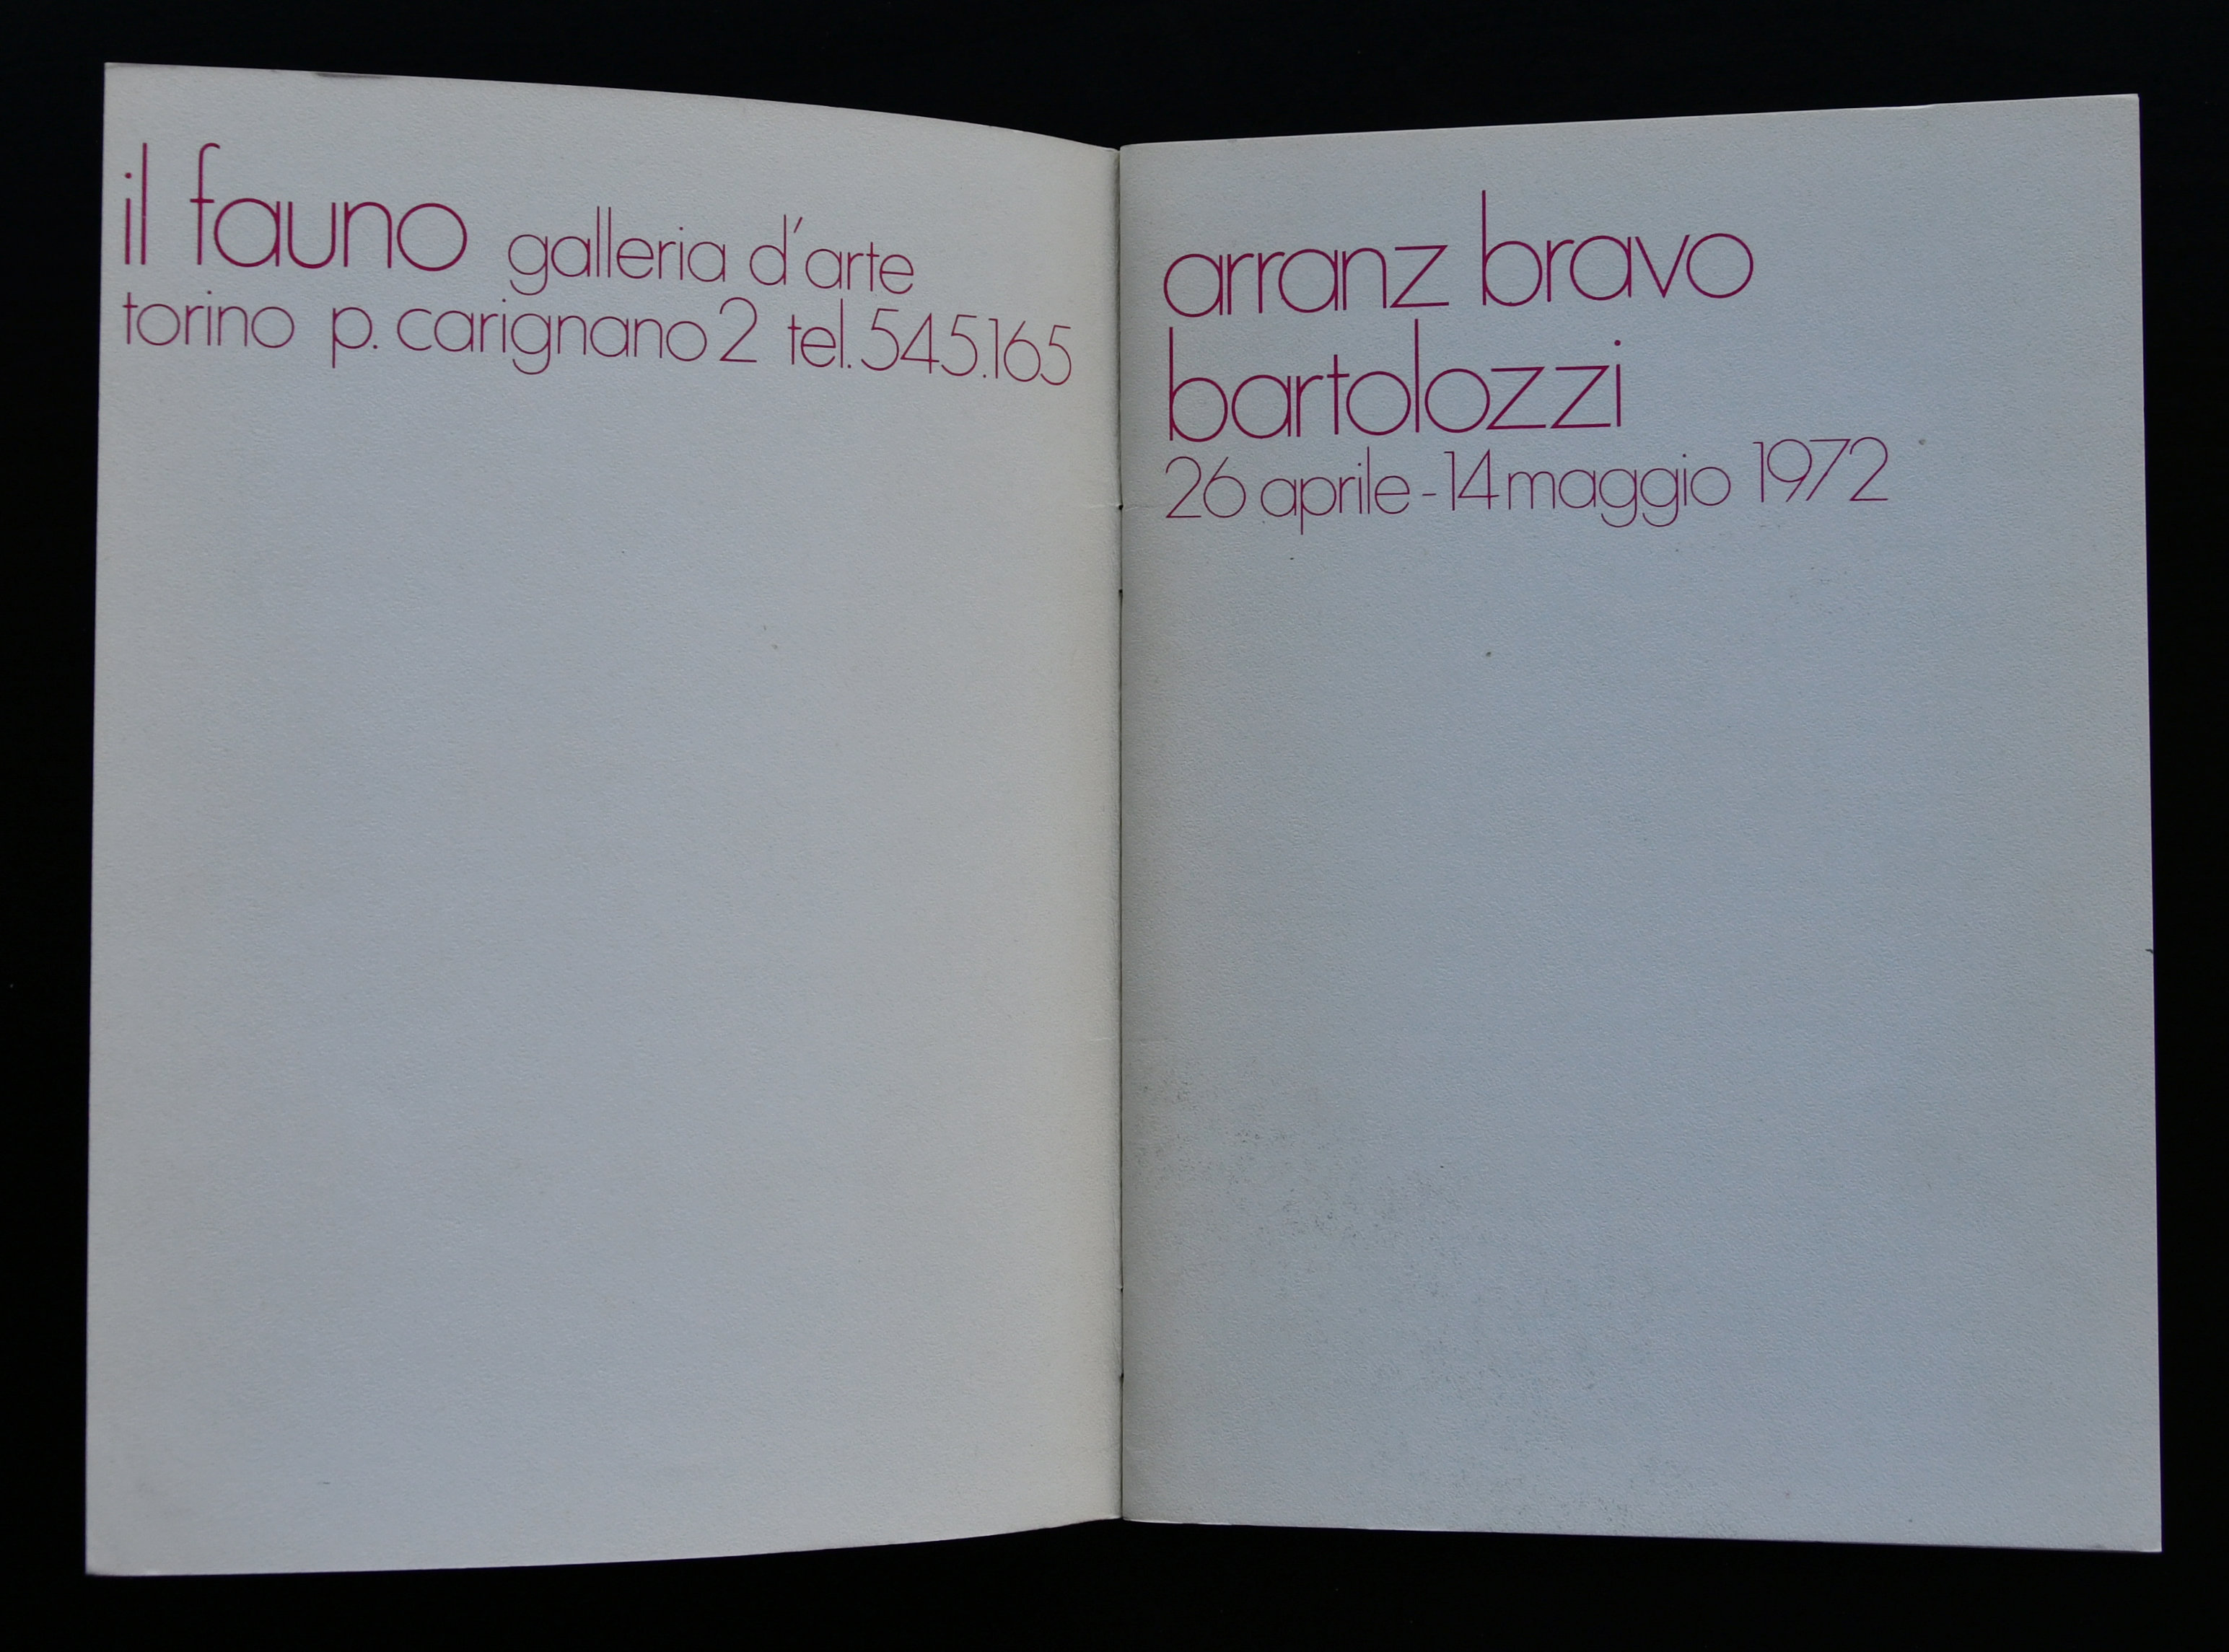 il fauno galleria d'arte
torino p. carignano 2 tel. 545.165
arranz bravo
bartolozzi
26 aprile - 14 maggio 1972